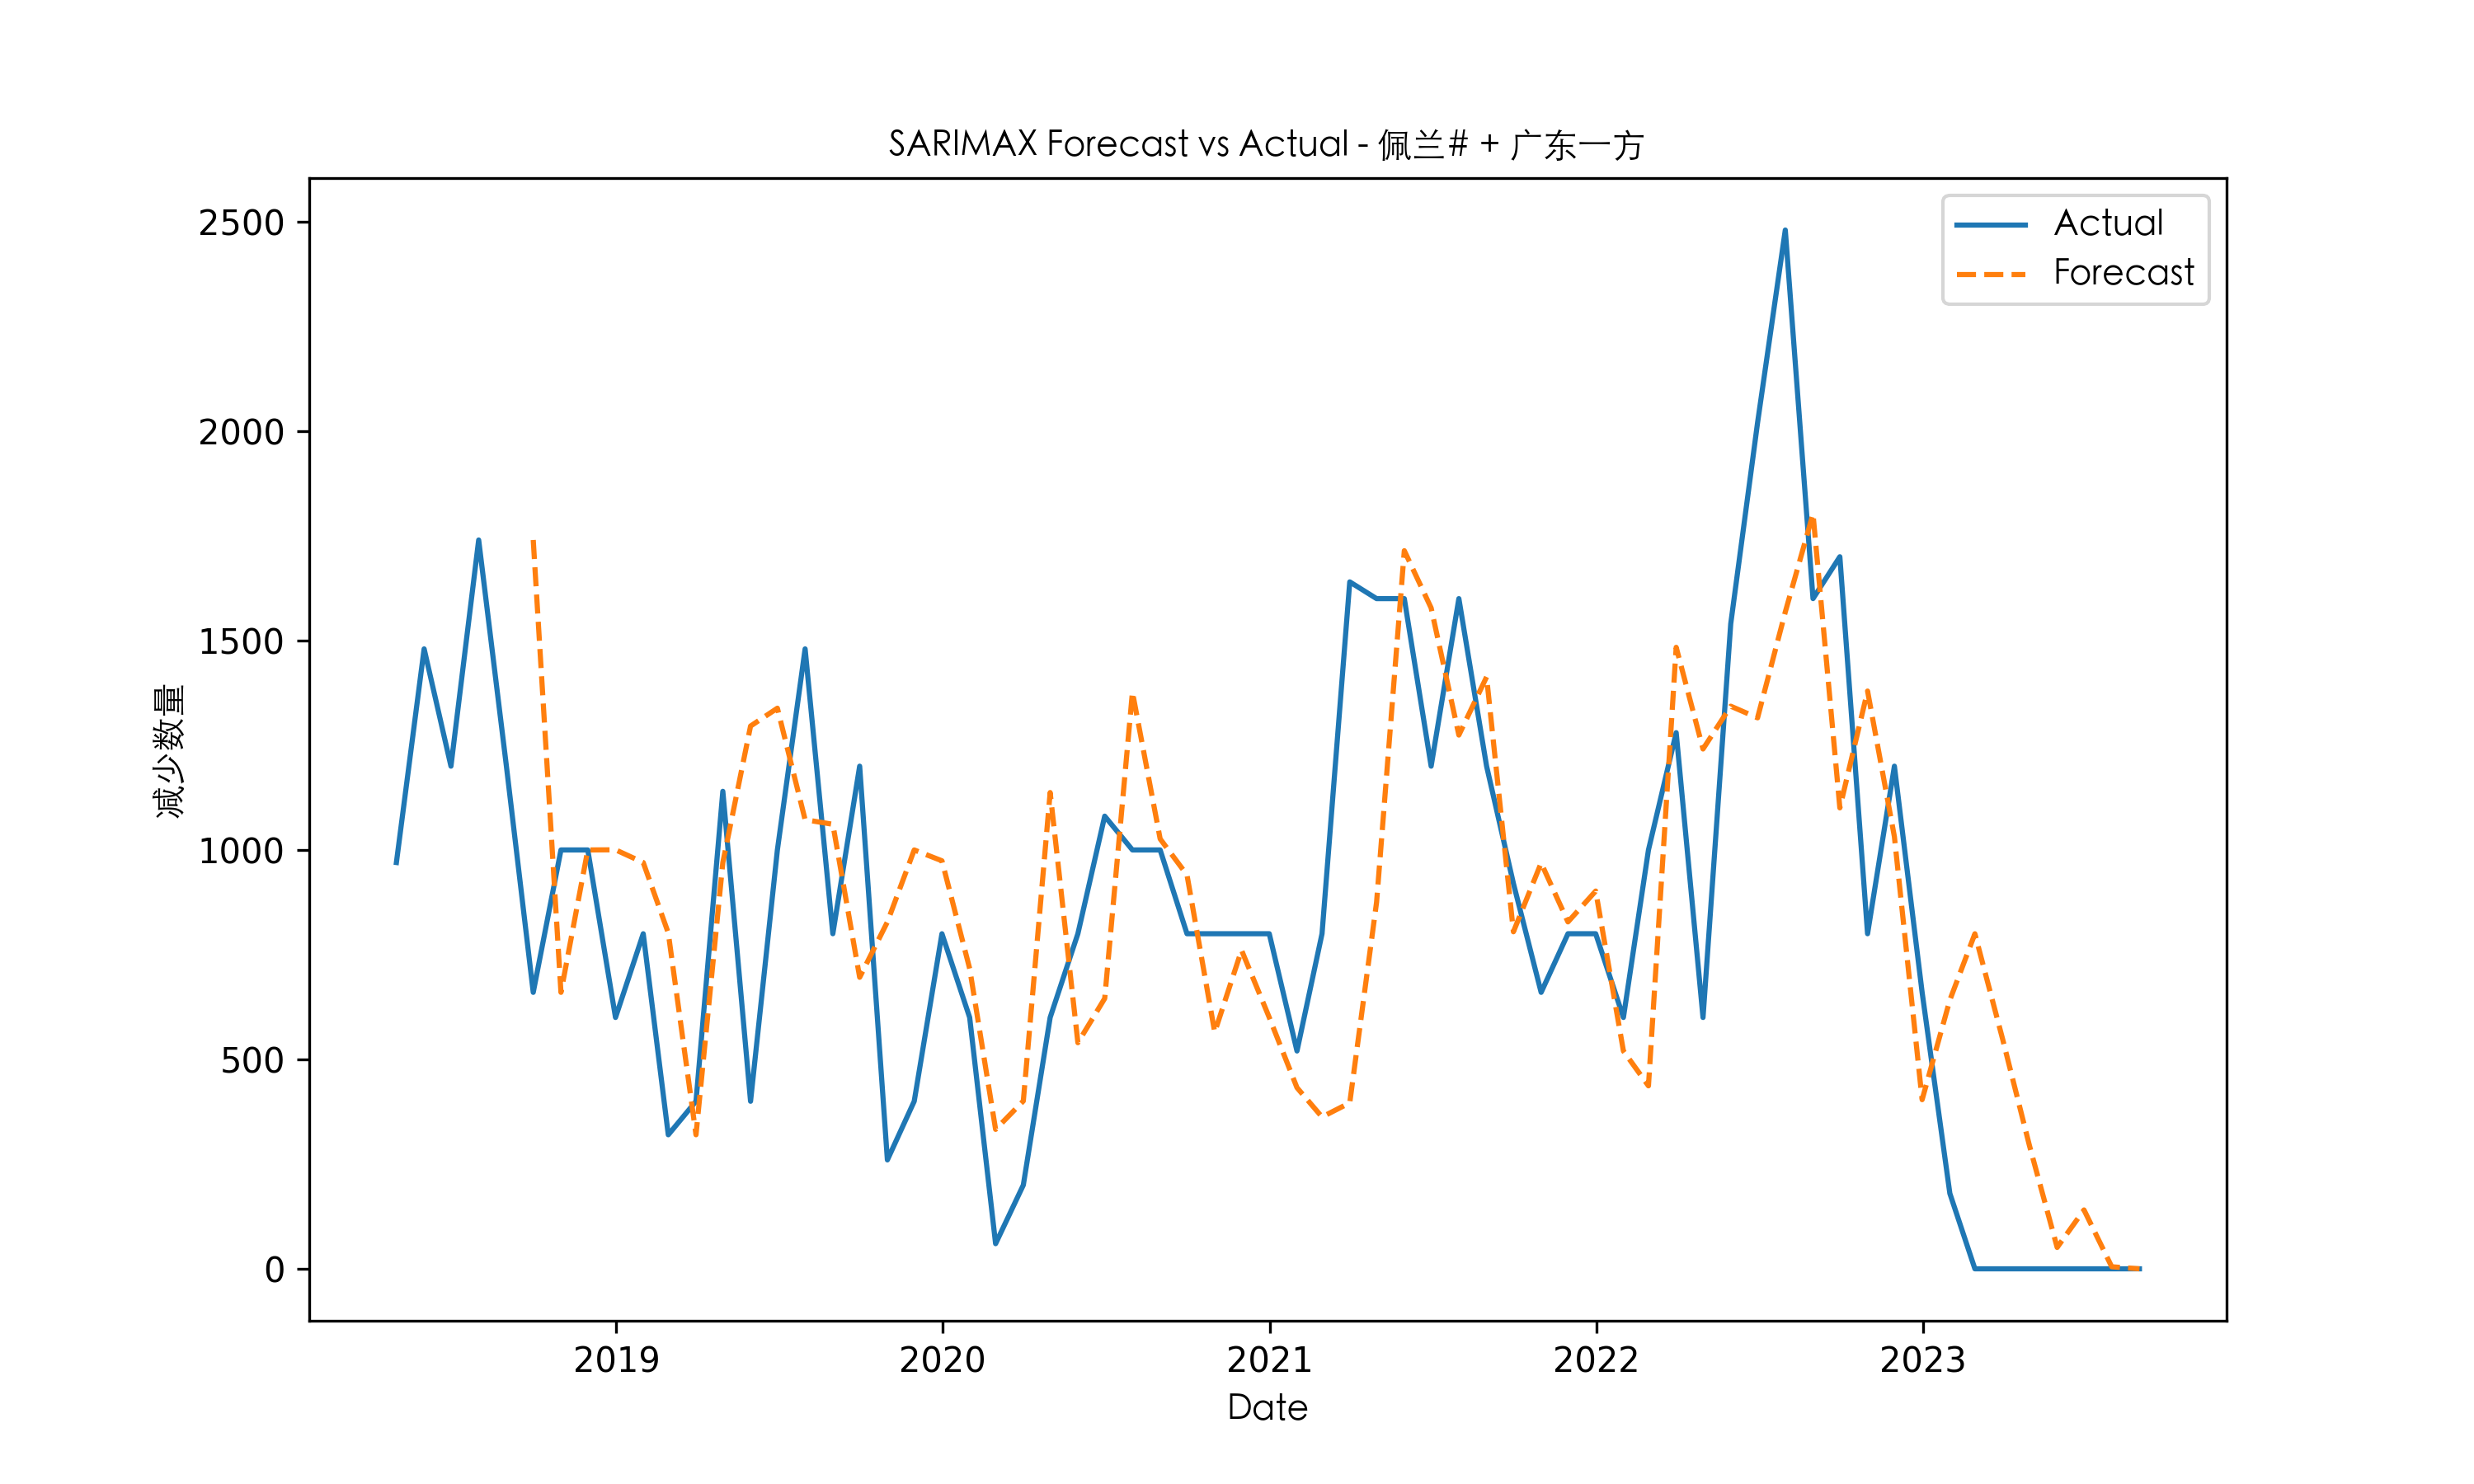 SARIMAX Forecast vs Actual - 佩兰# + 广东一方
Actual
Forecast
减少数量
2500
2000
1500
1000
500
0
2019
2020
2021
2022
2023
Date